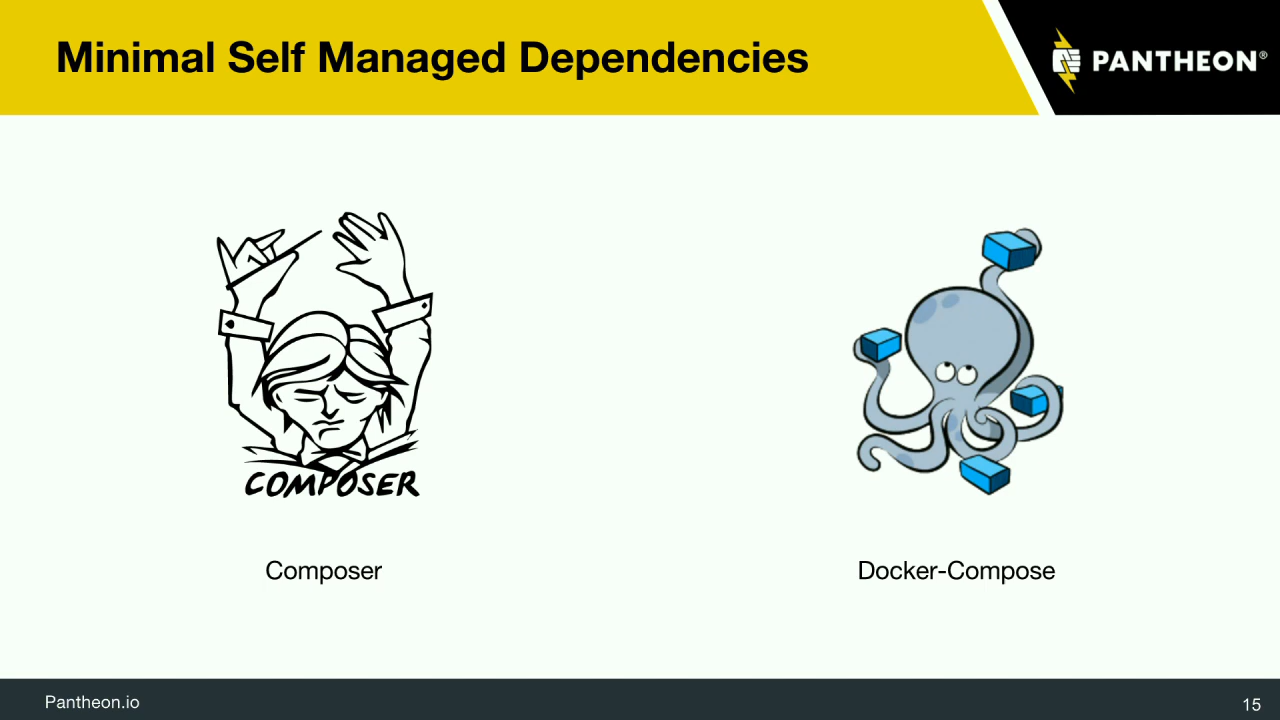 Minimal Self Managed Dependencies
PANTHEON®
COMPOSER
Composer
Docker-Compose
Pantheon.io
15